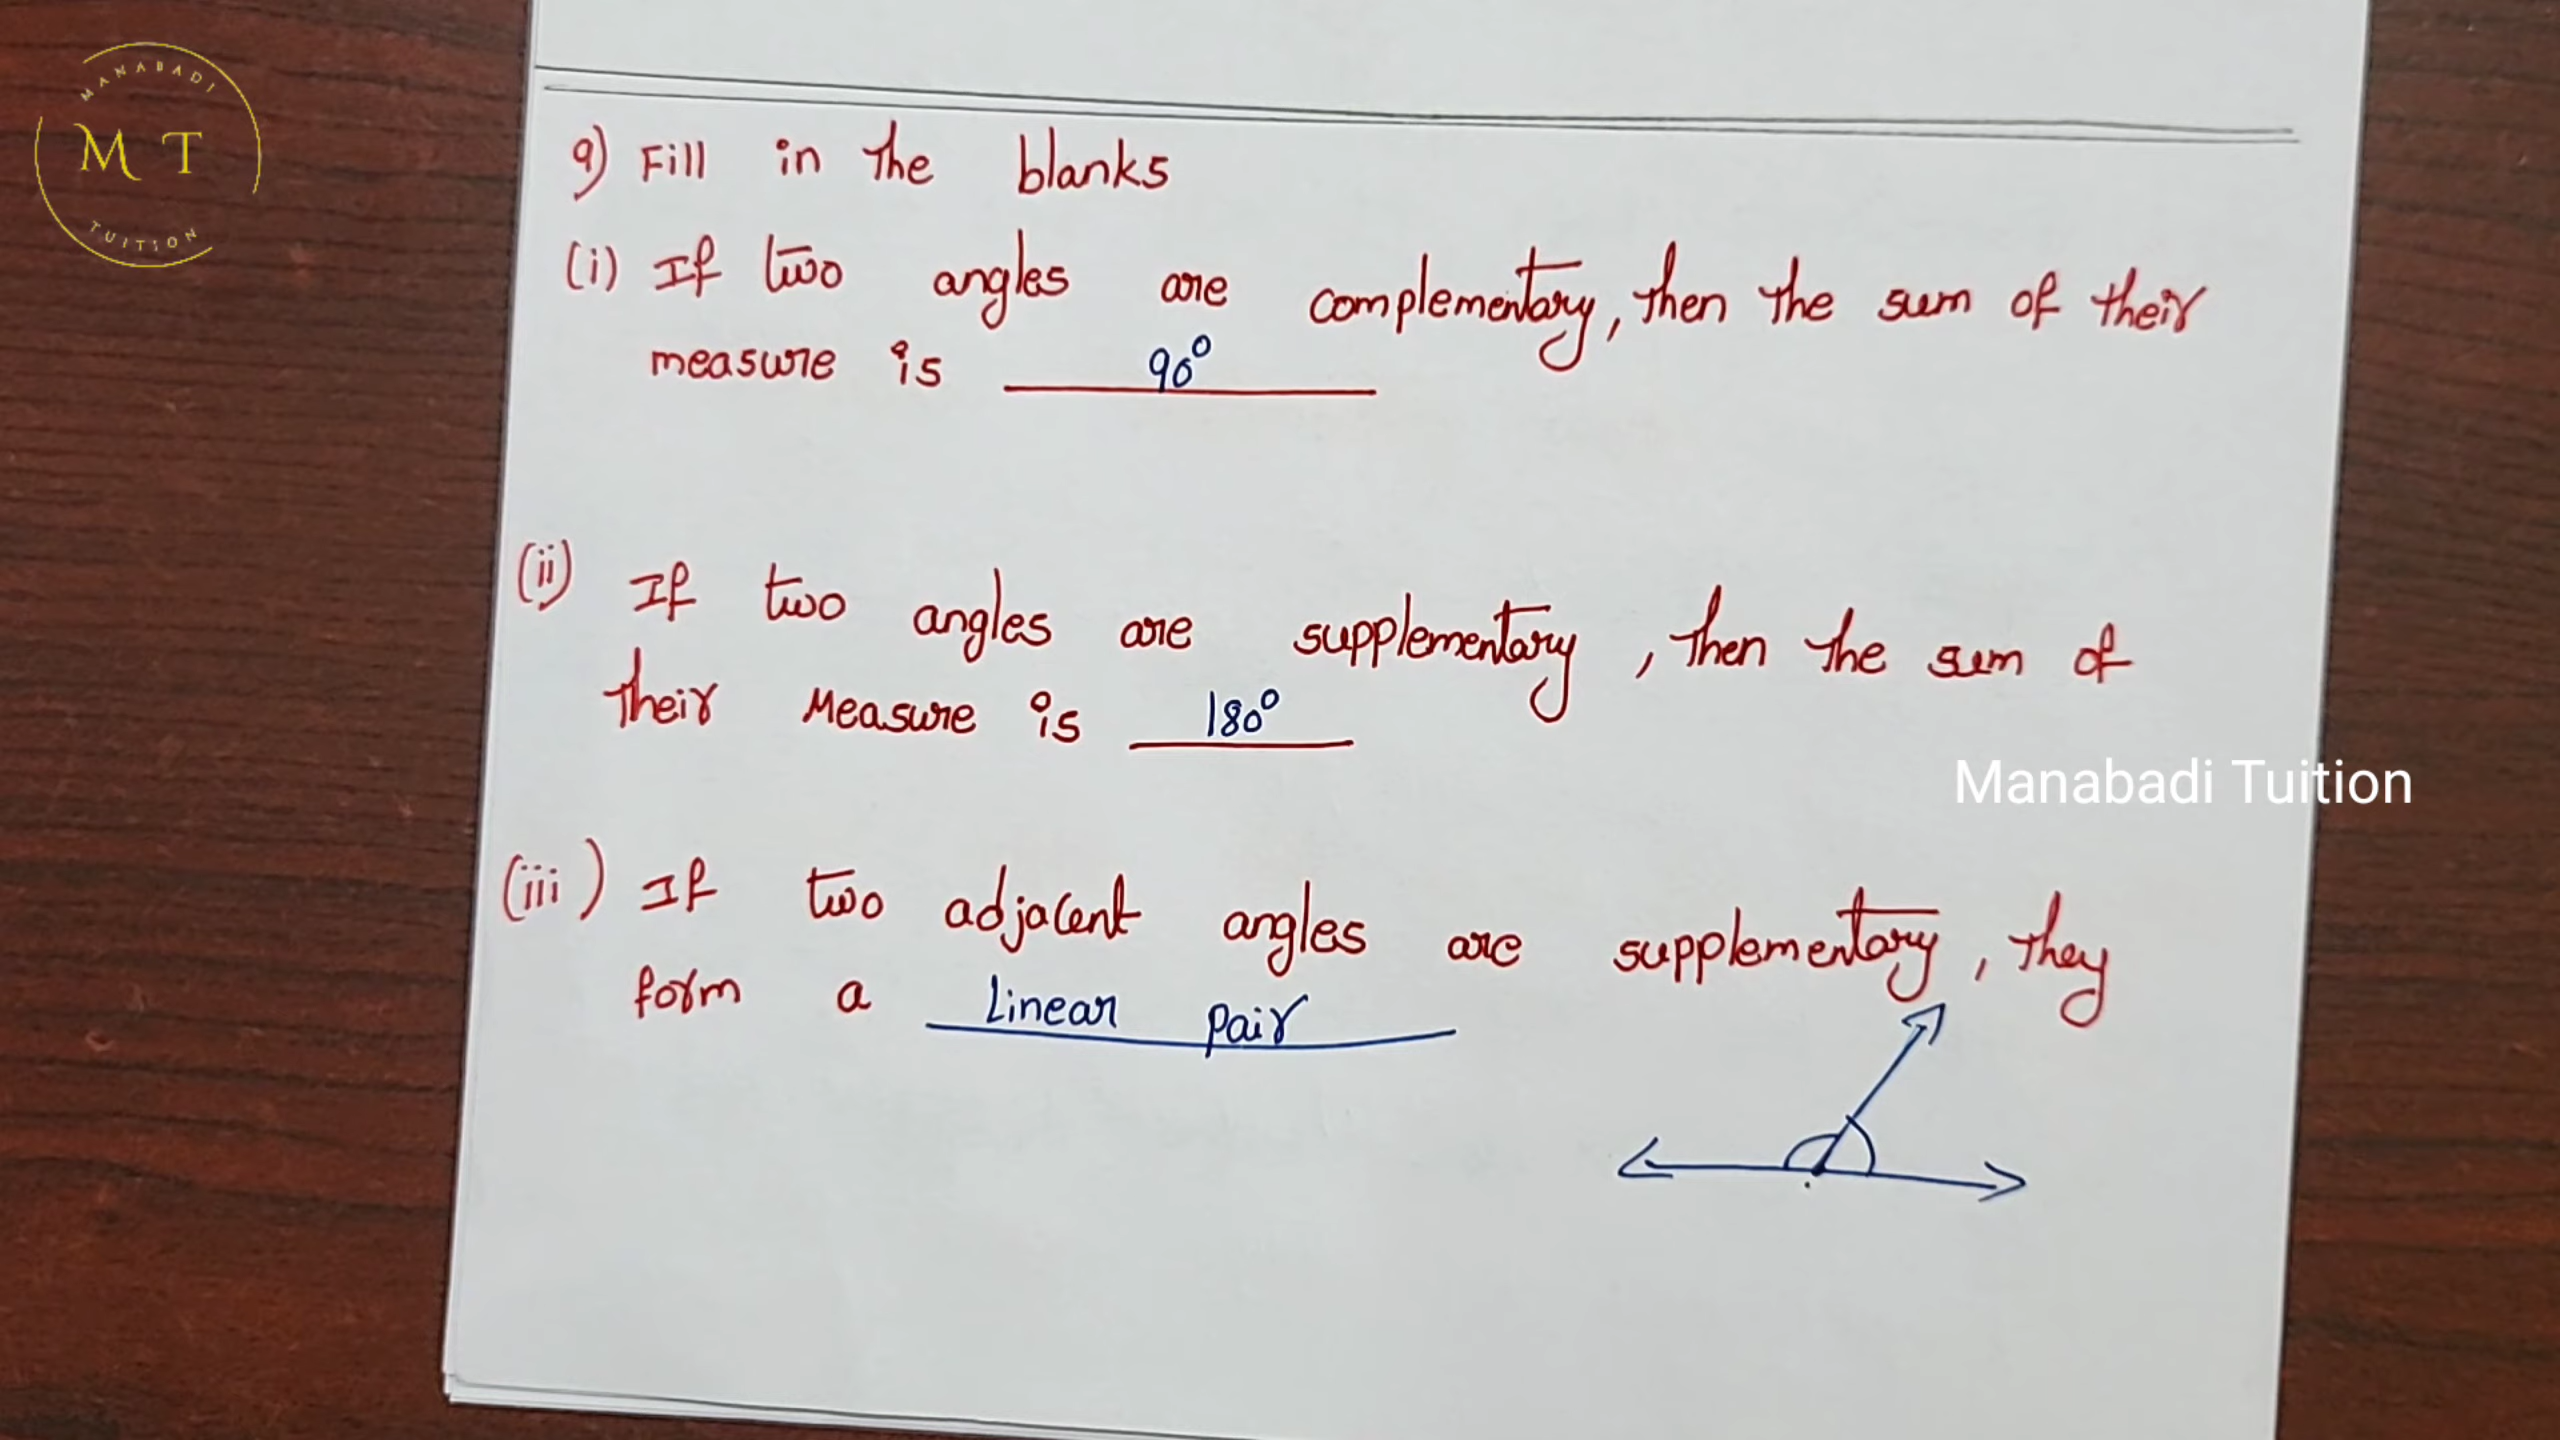 MANABADI
M T
TUITION
9) Fill in the blanks
(i) If two angles are complementary, then the sum of their
measure is 90°
(ii) If two angles are supplementary, then the sum of
their Measure is 180°
Manabadi Tuition
(iii) If two adjacent angles are supplementary, they
form a Linear pair